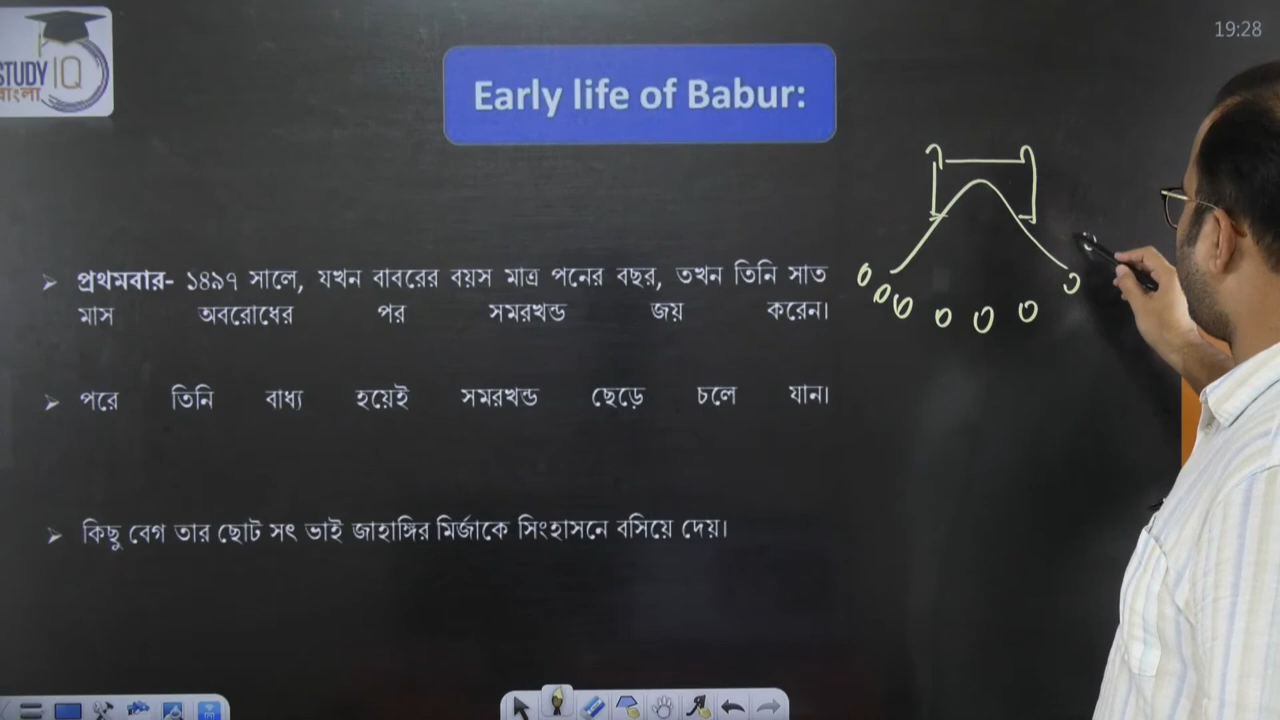 19:28
STUDY IQ
বাংলা
Early life of Babur:
➤ প্রথমবার- ১৪৯৭ সালে, যখন বাবরের বয়স মাত্র পনের বছর, তখন তিনি সাত
মাস অবরোধের পর সমরখন্ড জয় করেন।
➤ পরে তিনি বাধ্য হয়েই সমরখন্ড ছেড়ে চলে যান।
➤ কিছু বেগ তার ছোট সৎ ভাই জাহাঙ্গির মির্জাকে সিংহাসনে বসিয়ে দেয়।